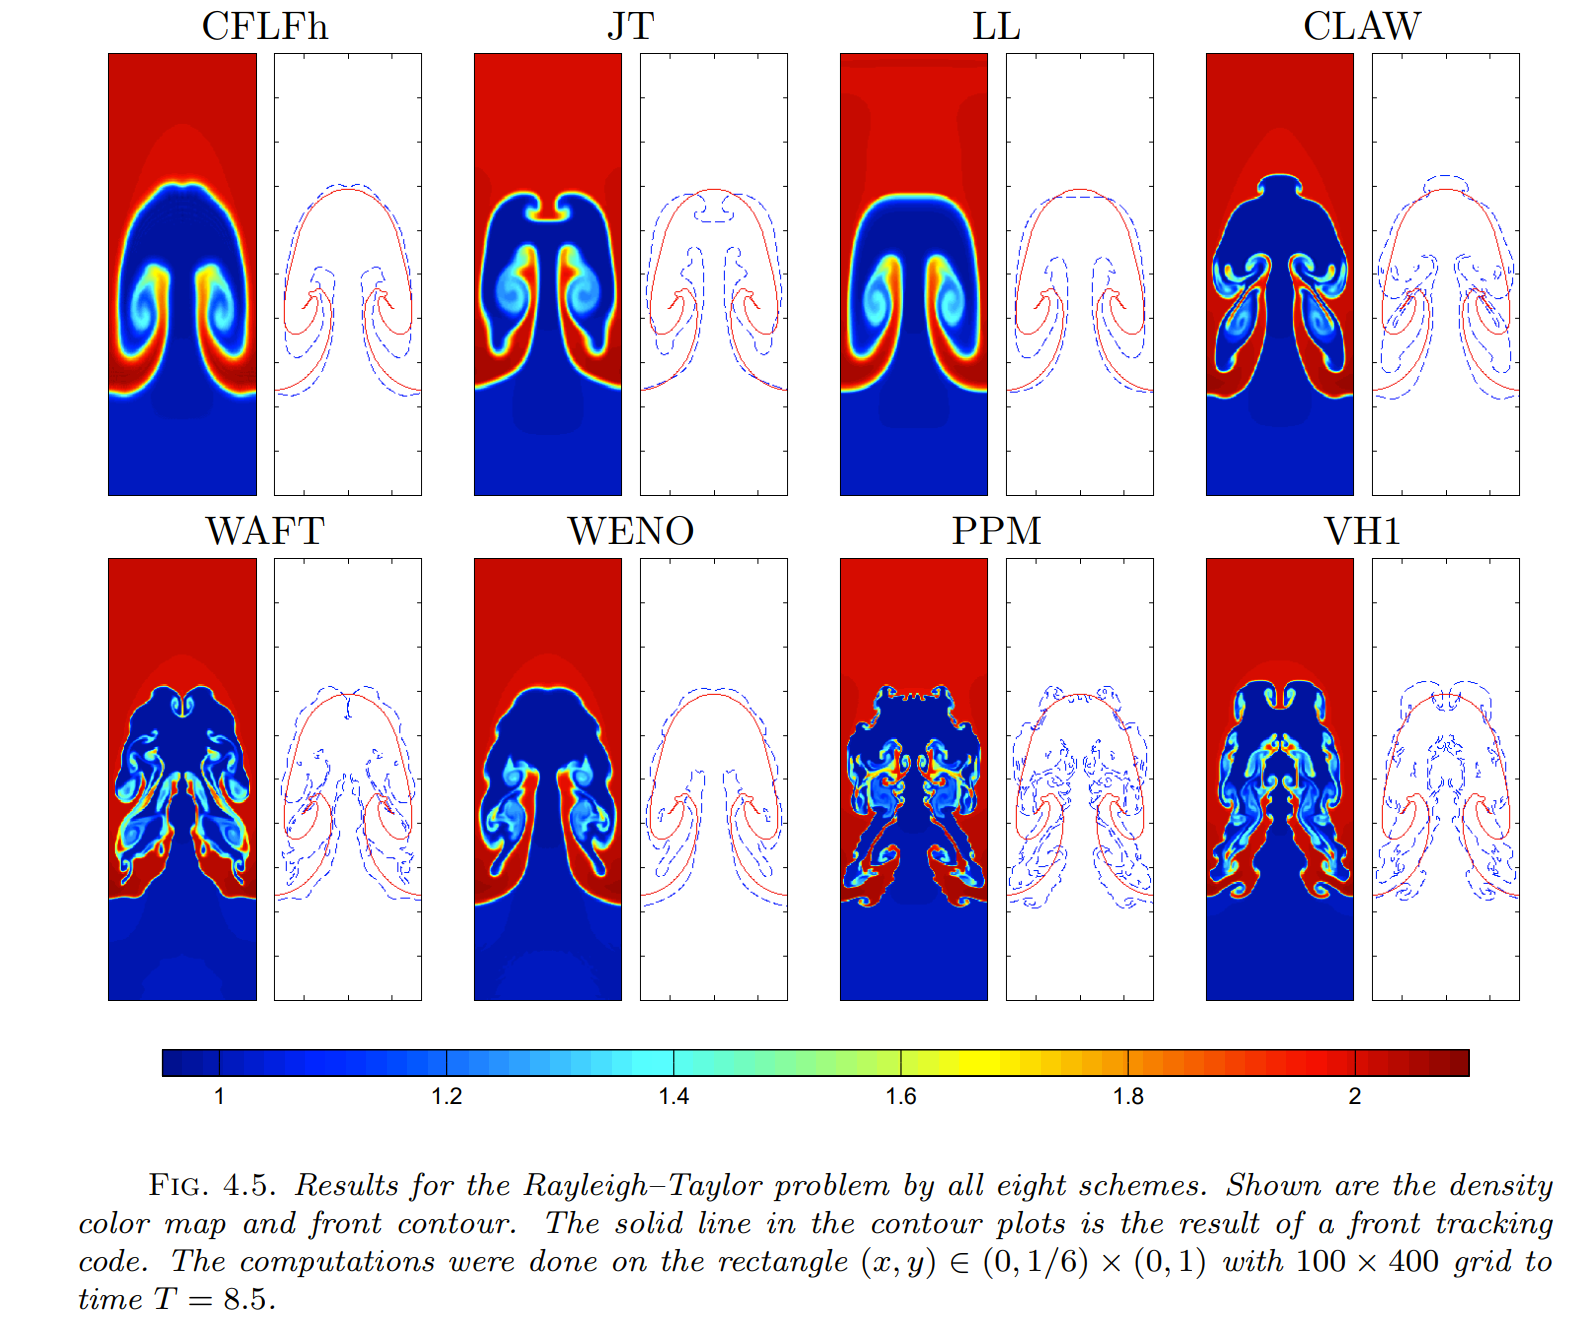 CFLFh JT LL CLAW
WAFT WENO PPM VH1
1 1.2 1.4 1.6 1.8 2
FIG. 4.5. Results for the Rayleigh–Taylor problem by all eight schemes. Shown are the density
color map and front contour. The solid line in the contour plots is the result of a front tracking
code. The computations were done on the rectangle (x, y) ∈ (0, 1/6) × (0, 1) with 100 × 400 grid to
time T = 8.5.